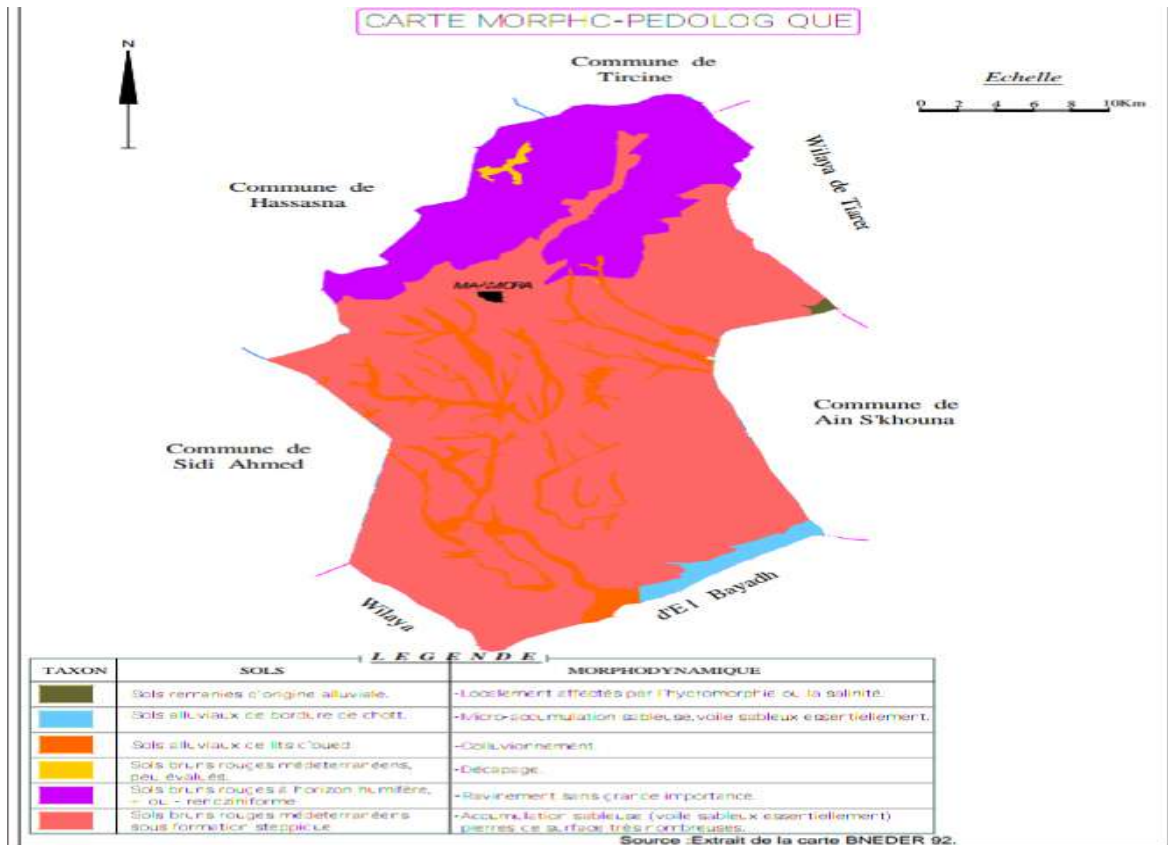 CARTE MORPHC-PEDOLOG QUE
N
Commune de
Tircine
Echelle
0 2 4 6 8 10Km
Wilaya de Tiaret
Commune de
Hassasna
MAAMORA
Commune de
Ain S'khouna
Commune de
Sidi Ahmed
Wilaya d'El Bayadh
LEGENDE
TAXON SOLS MORPHODYNAMIQUE
Sols remanies d'origine alluviale. -Localement affectés par l'hydromorphie ou la salinité.
Sols alluviaux de bordure de chott. -Micro-accumulation sableuse, voile sableux essentiellement.
Sols alluviaux de lits d'oued -Colluvionnement
Sols bruns rouges méditerranéens, -Décapage.
peu évalués.
Sols bruns rouges à horizon humifère, -Ravinement sans grance importance.
+ ou - rendziniforme
Sols bruns rouges méditerranéens -Accumulation sableuse (voile sableux essentiellement)
sous formation steppique pierres de surface très nombreuses.
Source :Extrait de la carte BNEDER 92.